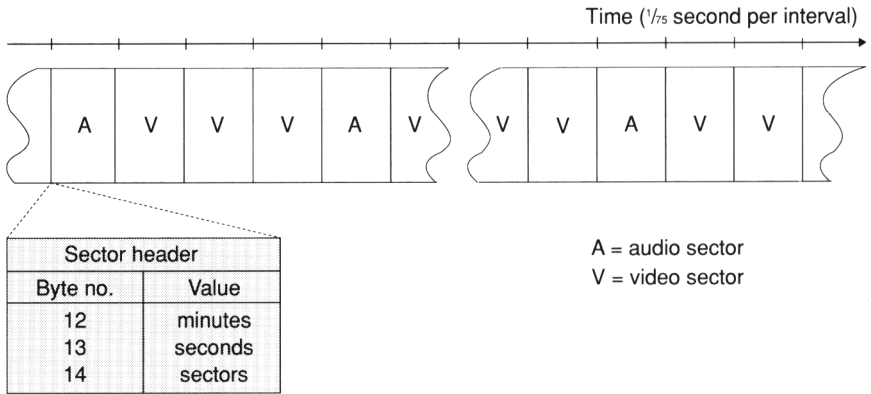 Time (1/75 second per interval)
A V V V A V V V A V V
Sector header
Byte no. Value
12 minutes
13 seconds
14 sectors
A = audio sector
V = video sector